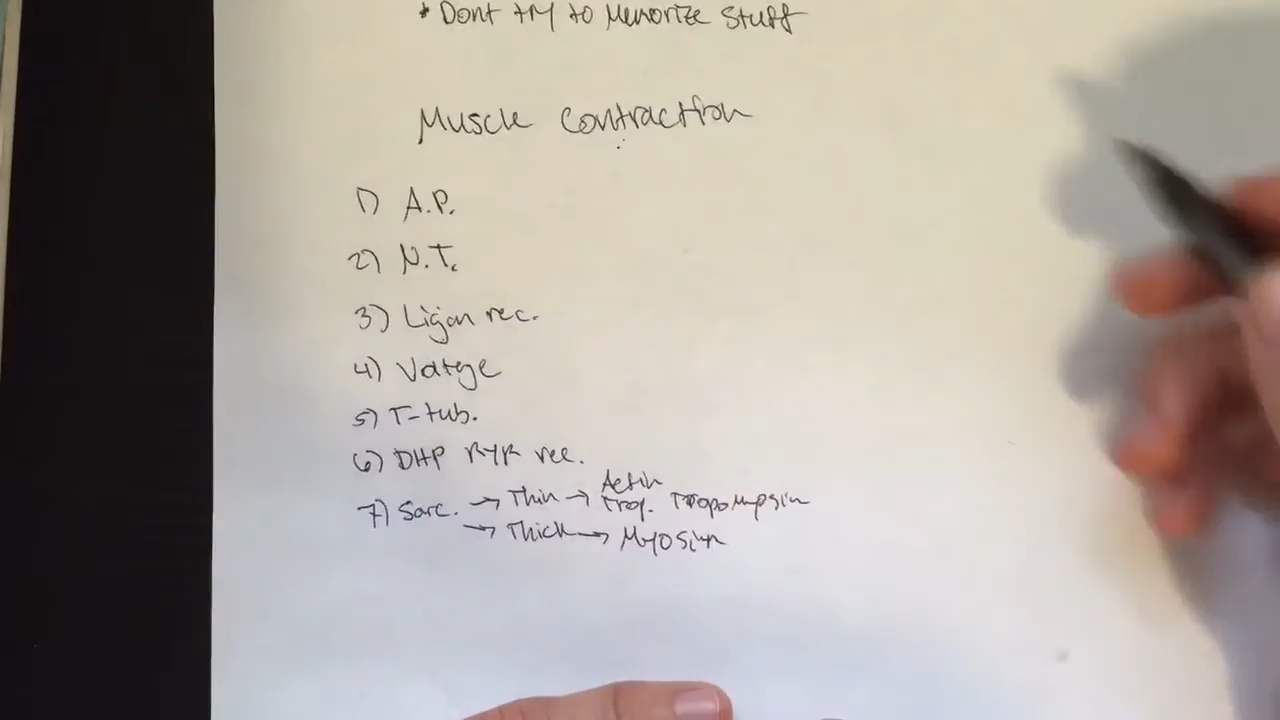 * Dont try to Memorize Stuff
Muscle Contraction
1) A.P.
2) N.T.
3) Ligan rec.
4) Voltge
5) T-tub.
6) DHP RYR rec.
7) Sarc. → Thin → Actin
Trop. Tropomyosin
→ Thick → Myosin